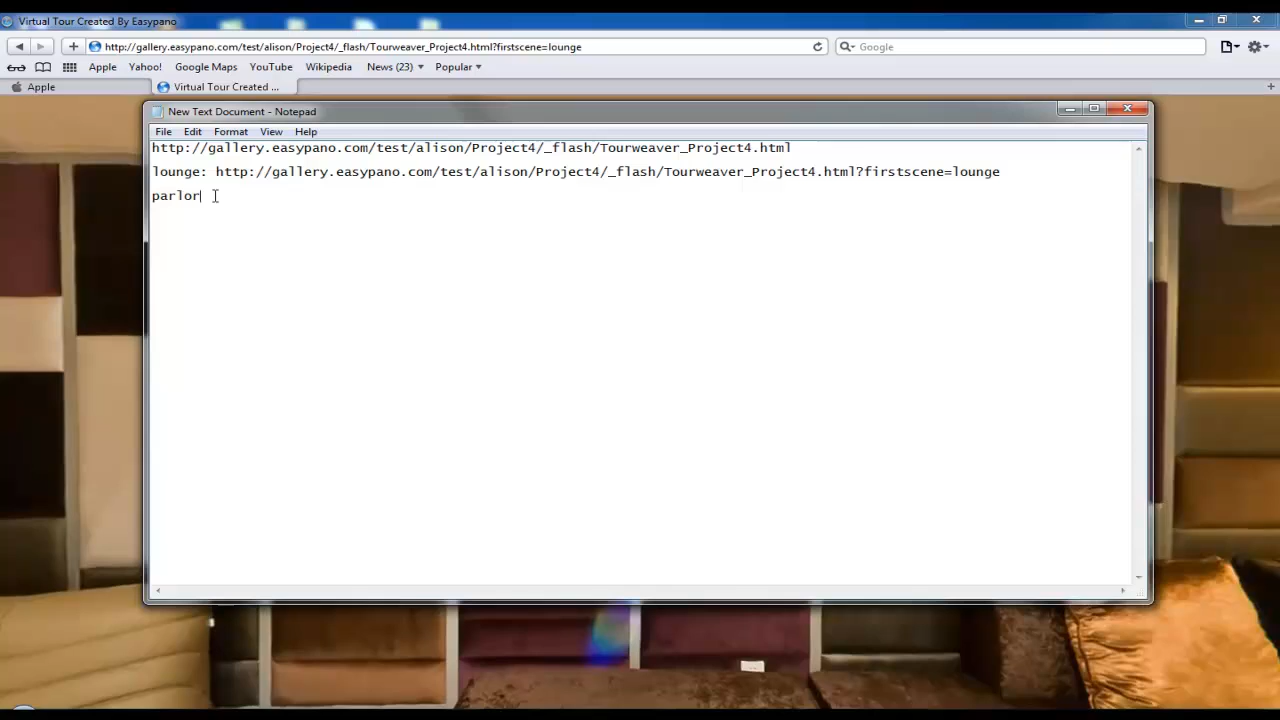 Virtual Tour Created By Easypano
http://gallery.easypano.com/test/alison/Project4/_flash/Tourweaver_Project4.html?firstscene=lounge
Google
Apple Yahoo! Google Maps YouTube Wikipedia News (23) Popular
Apple
Virtual Tour Created ...
New Text Document - Notepad
File Edit Format View Help
http://gallery.easypano.com/test/alison/Project4/_flash/Tourweaver_Project4.html
lounge: http://gallery.easypano.com/test/alison/Project4/_flash/Tourweaver_Project4.html?firstscene=lounge
parlor